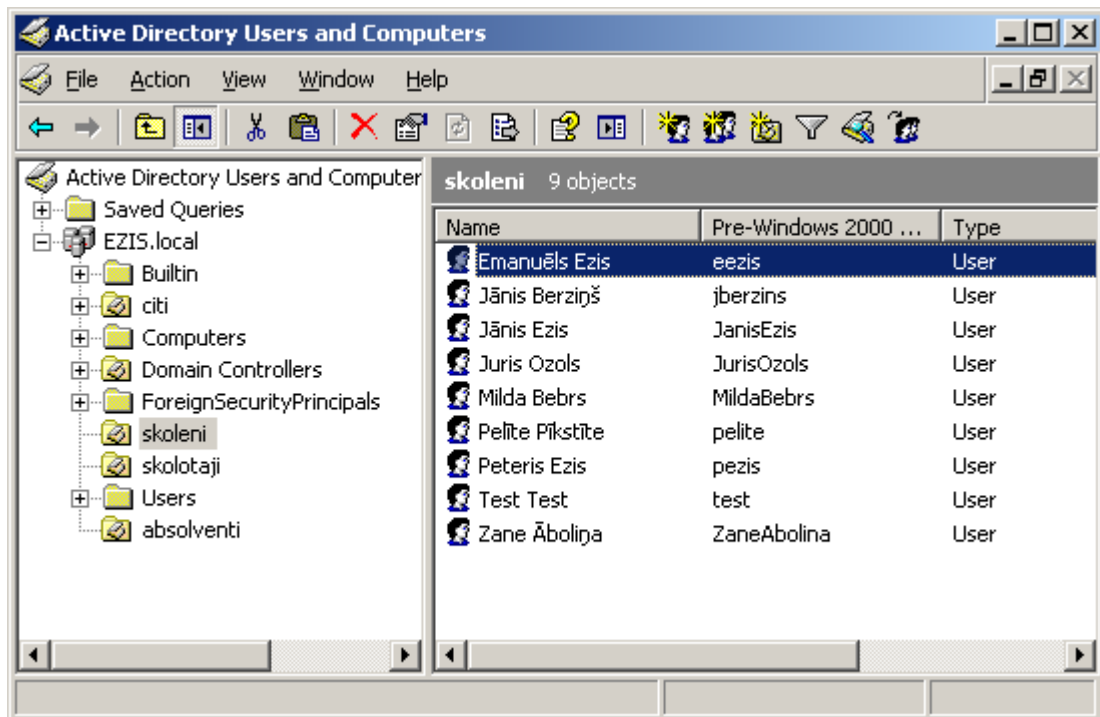 Active Directory Users and Computers
File Action View Window Help
Active Directory Users and Computer
Saved Queries
EZIS.local
Builtin
citi
Computers
Domain Controllers
ForeignSecurityPrincipals
skoleni
skolotaji
Users
absolventi
skoleni 9 objects
Name Pre-Windows 2000 ... Type
Emanuēls Ezis eezis User
Jānis Berziņš jberzins User
Jānis Ezis JanisEzis User
Juris Ozols JurisOzols User
Milda Bebrs MildaBebrs User
Pelīte Pīkstīte pelite User
Peteris Ezis pezis User
Test Test test User
Zane Āboliņa ZaneAbolina User